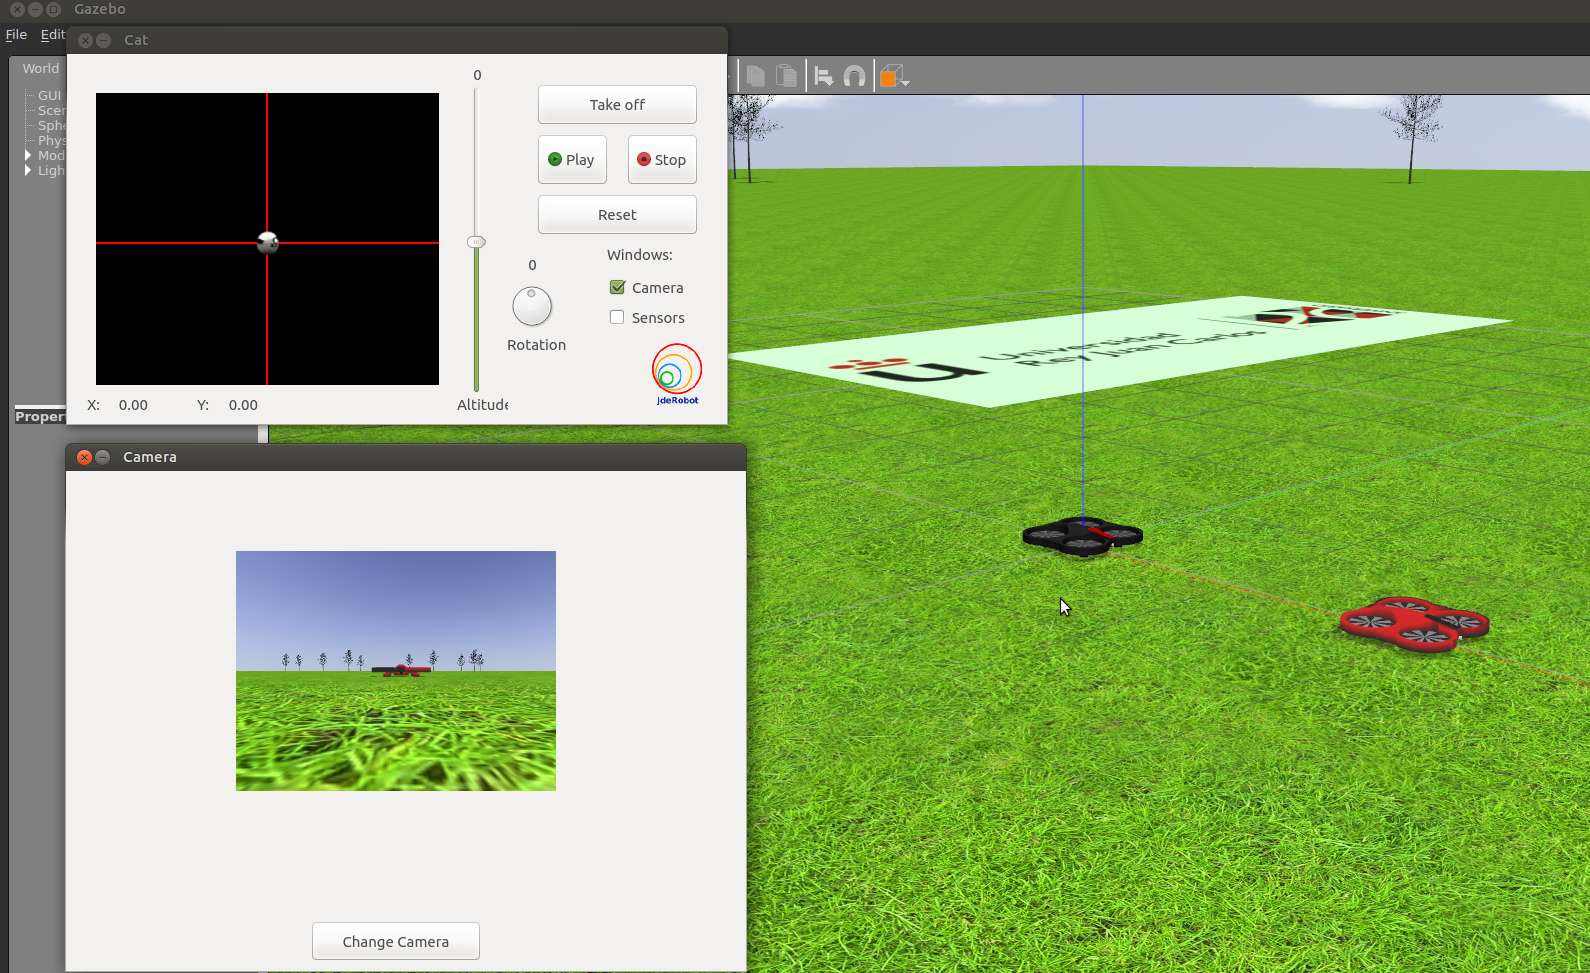 Gazebo
File Edit
Cat
World
GUI
Scen
Sphe
Phys
Mod
Ligh
Propert
0
Take off
Play
Stop
Reset
Windows:
0
Camera
Sensors
Rotation
JdeRobot
X: 0.00 Y: 0.00
Altitude
Camera
Change Camera
Universidad
Rey Juan Carlos